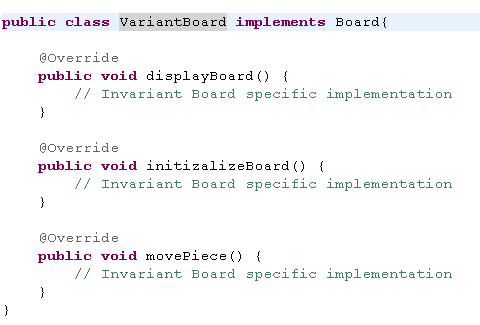 public class VariantBoard implements Board{
@Override
public void displayBoard() {
// Invariant Board specific implementation
}
@Override
public void initizalizeBoard() {
// Invariant Board specific implementation
}
@Override
public void movePiece() {
// Invariant Board specific implementation
}
}